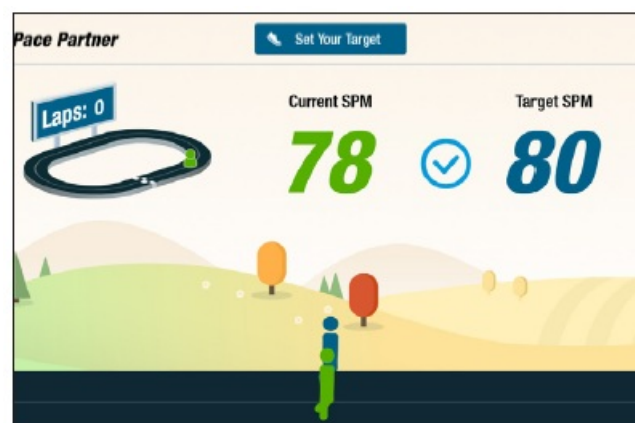 Pace Partner
Set Your Target
Laps: 0
Current SPM
Target SPM
78
80